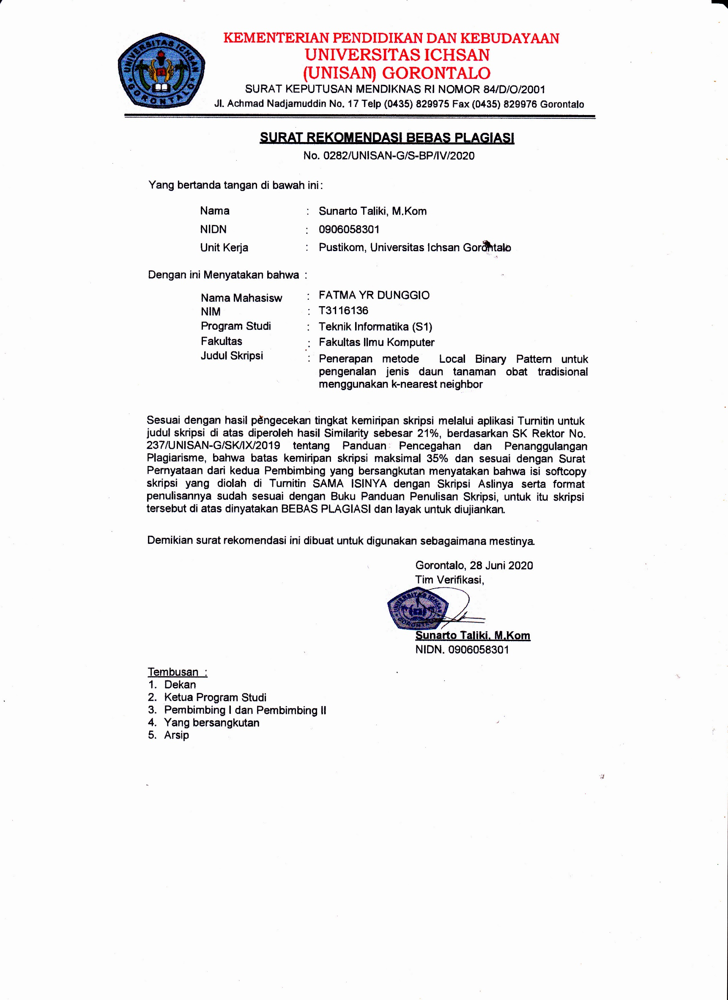 UNIVERSITAS ICHSAN
GORONTALO
KEMENTERIAN PENDIDIKAN DAN KEBUDAYAAN
UNIVERSITAS ICHSAN
(UNISAN) GORONTALO
SURAT KEPUTUSAN MENDIKNAS RI NOMOR 84/D/O/2001
Jl. Achmad Nadjamuddin No. 17 Telp (0435) 829975 Fax (0435) 829976 Gorontalo
SURAT REKOMENDASI BEBAS PLAGIASI
No. 0282/UNISAN-G/S-BP/IV/2020
Yang bertanda tangan di bawah ini :
Nama : Sunarto Taliki, M.Kom
NIDN : 0906058301
Unit Kerja : Pustikom, Universitas Ichsan Gorontalo
Dengan ini Menyatakan bahwa :
Nama Mahasisw : FATMA YR DUNGGIO
NIM : T3116136
Program Studi : Teknik Informatika (S1)
Fakultas : Fakultas Ilmu Komputer
Judul Skripsi : Penerapan metode Local Binary Pattern untuk
pengenalan jenis daun tanaman obat tradisional
menggunakan k-nearest neighbor
Sesuai dengan hasil pengecekan tingkat kemiripan skripsi melalui aplikasi Turnitin untuk
judul skripsi di atas diperoleh hasil Similarity sebesar 21%, berdasarkan SK Rektor No.
237/UNISAN-G/SK/IX/2019 tentang Panduan Pencegahan dan Penanggulangan
Plagiarisme, bahwa batas kemiripan skripsi maksimal 35% dan sesuai dengan Surat
Pernyataan dari kedua Pembimbing yang bersangkutan menyatakan bahwa isi softcopy
skripsi yang diolah di Turnitin SAMA ISINYA dengan Skripsi Aslinya serta format
penulisannya sudah sesuai dengan Buku Panduan Penulisan Skripsi, untuk itu skripsi
tersebut di atas dinyatakan BEBAS PLAGIASI dan layak untuk diujiankan.
Demikian surat rekomendasi ini dibuat untuk digunakan sebagaimana mestinya.
Gorontalo, 28 Juni 2020
Tim Verifikasi,
UNIVERSITAS ICHSAN
GORONTALO
Sunarto Taliki, M.Kom
NIDN. 0906058301
Tembusan :
1. Dekan
2. Ketua Program Studi
3. Pembimbing I dan Pembimbing II
4. Yang bersangkutan
5. Arsip